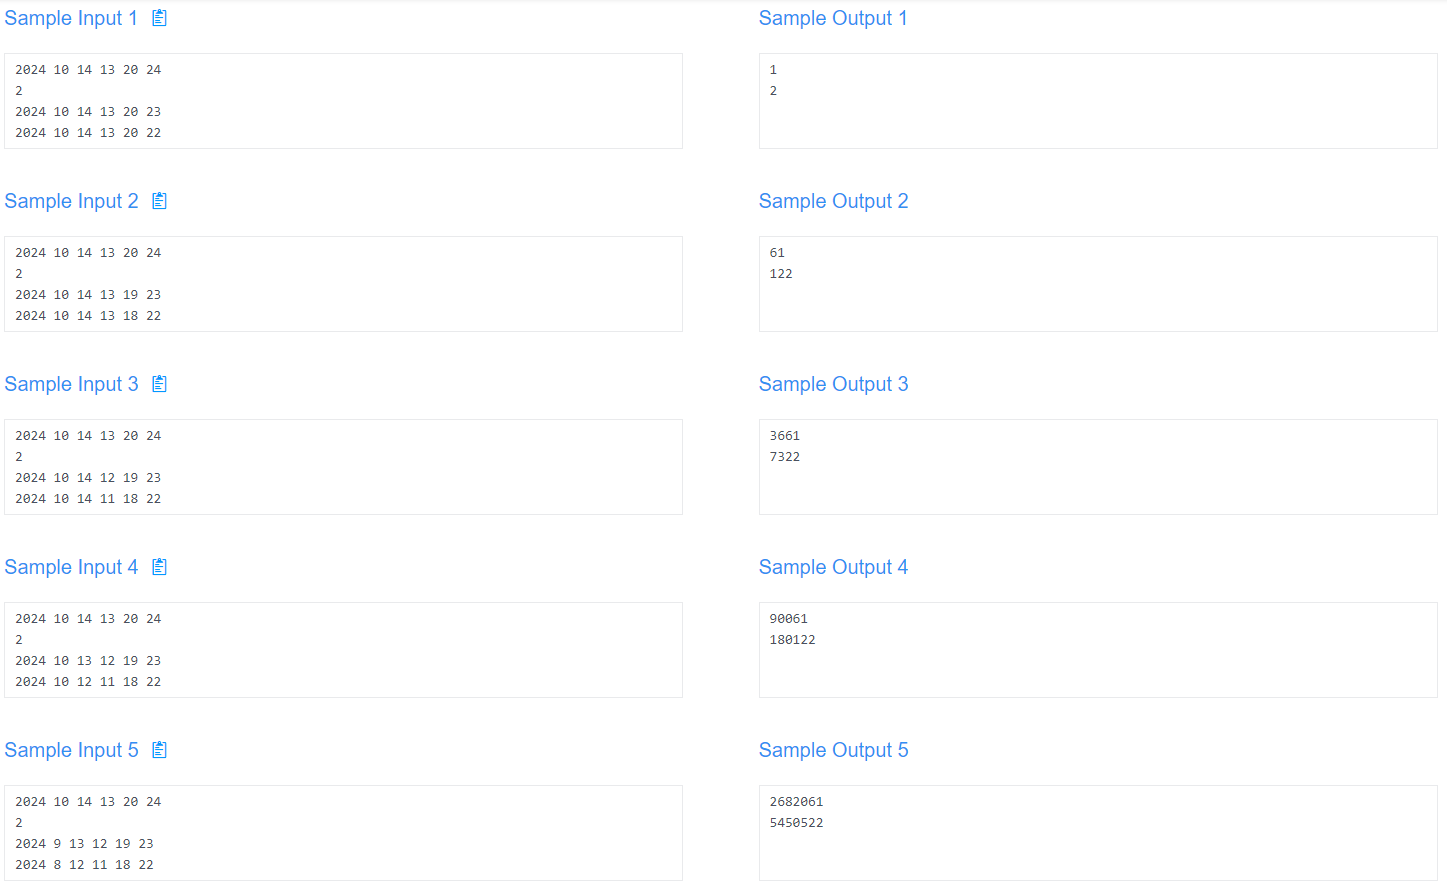 Sample Input 1
2024 10 14 13 20 24
2
2024 10 14 13 20 23
2024 10 14 13 20 22
Sample Output 1
1
2
Sample Input 2
2024 10 14 13 20 24
2
2024 10 14 13 19 23
2024 10 14 13 18 22
Sample Output 2
61
122
Sample Input 3
2024 10 14 13 20 24
2
2024 10 14 12 19 23
2024 10 14 11 18 22
Sample Output 3
3661
7322
Sample Input 4
2024 10 14 13 20 24
2
2024 10 13 12 19 23
2024 10 12 11 18 22
Sample Output 4
90061
180122
Sample Input 5
2024 10 14 13 20 24
2
2024 9 13 12 19 23
2024 8 12 11 18 22
Sample Output 5
2682061
5450522